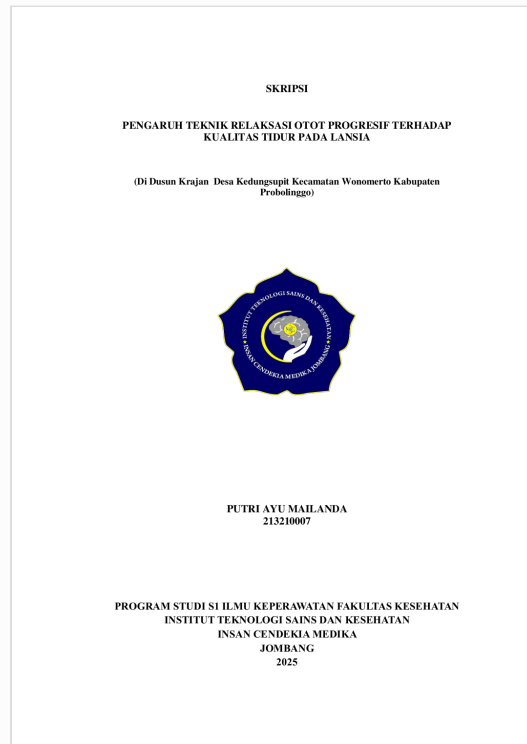 SKRIPSI
PENGARUH TEKNIK RELAKSASI OTOT PROGRESIF TERHADAP
KUALITAS TIDUR PADA LANSIA
(Di Dusun Krajan Desa Kedungsupit Kecamatan Wonomerto Kabupaten
Probolinggo)
INSTITUT TEKNOLOGI SAINS DAN KESEHATAN
INSAN CENDEKIA MEDIKA JOMBANG
PUTRI AYU MAILANDA
213210007
PROGRAM STUDI S1 ILMU KEPERAWATAN FAKULTAS KESEHATAN
INSTITUT TEKNOLOGI SAINS DAN KESEHATAN
INSAN CENDEKIA MEDIKA
JOMBANG
2025